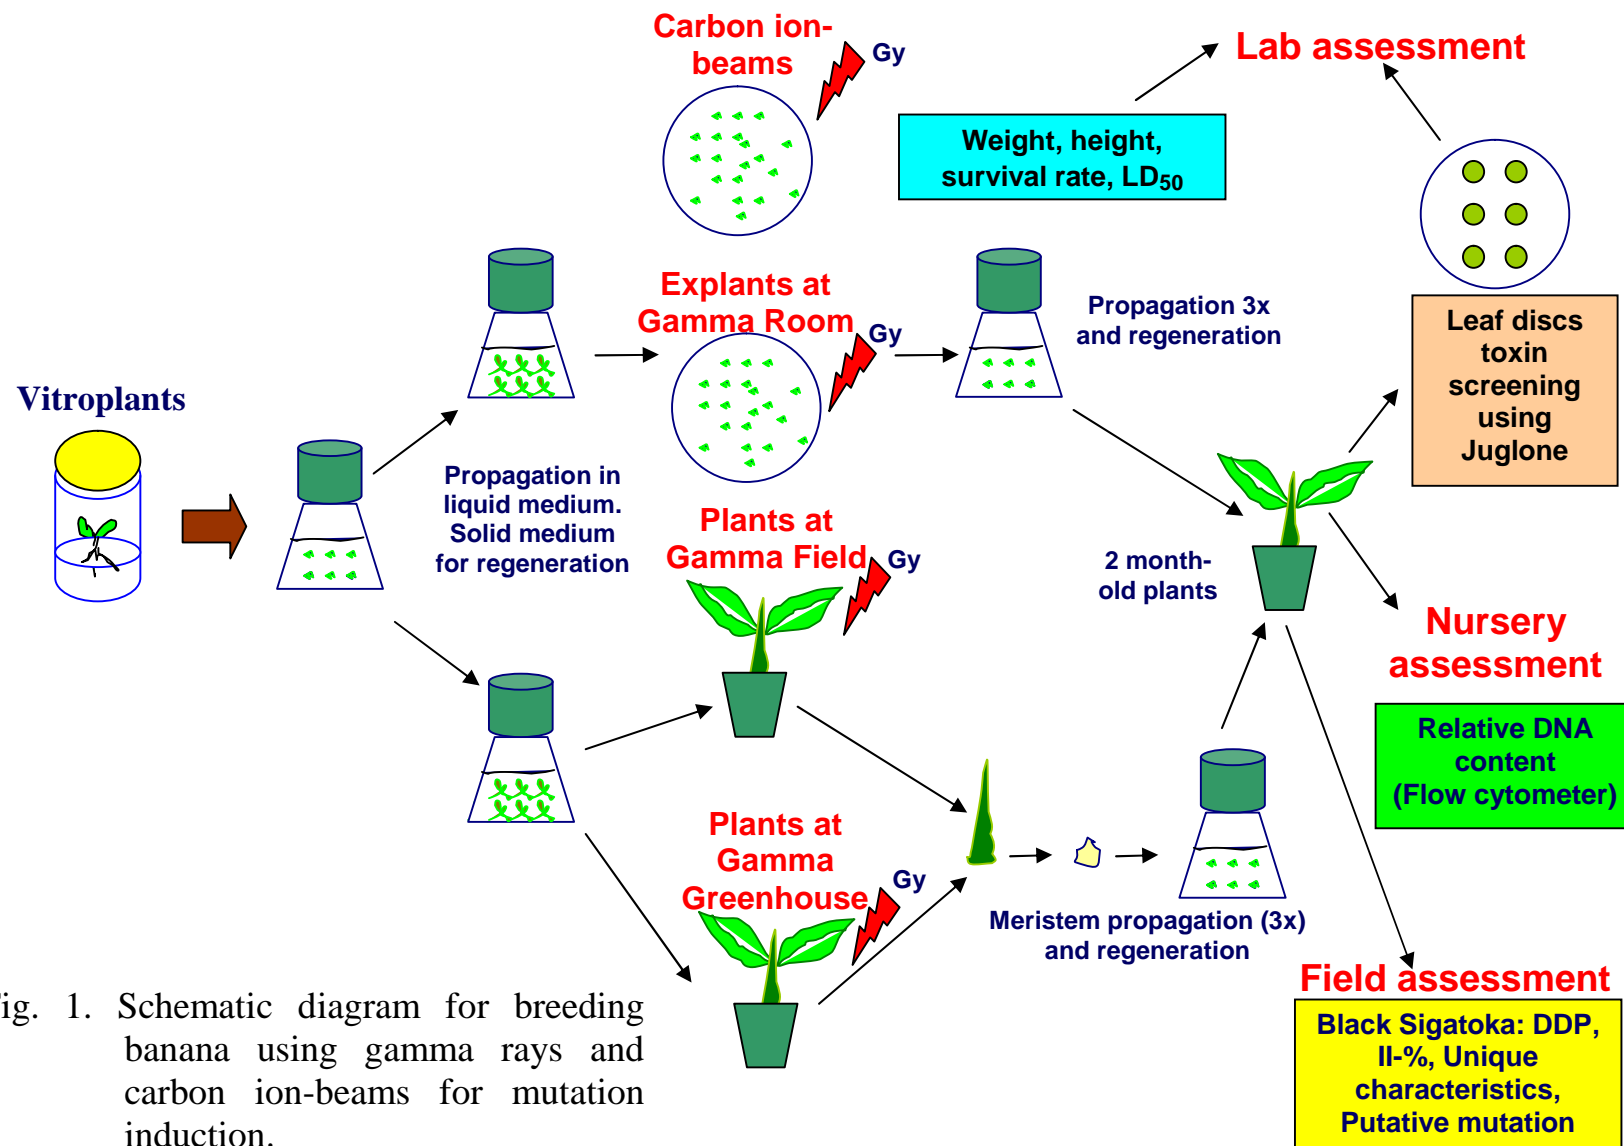 Carbon ion-
beams
Gy
Lab assessment
Weight, height,
survival rate, LD50
Explants at
Gamma Room
Gy
Propagation 3x
and regeneration
Leaf discs
toxin
screening
using
Juglone
Vitroplants
Propagation in
liquid medium.
Solid medium
for regeneration
Plants at
Gamma Field
Gy
2 month-
old plants
Nursery
assessment
Relative DNA
content
(Flow cytometer)
Plants at
Gamma
Greenhouse
Gy
Meristem propagation (3x)
and regeneration
Field assessment
Black Sigatoka: DDP,
II-%, Unique
characteristics,
Putative mutation
ig. 1. Schematic diagram for breeding
banana using gamma rays and
carbon ion-beams for mutation
induction.